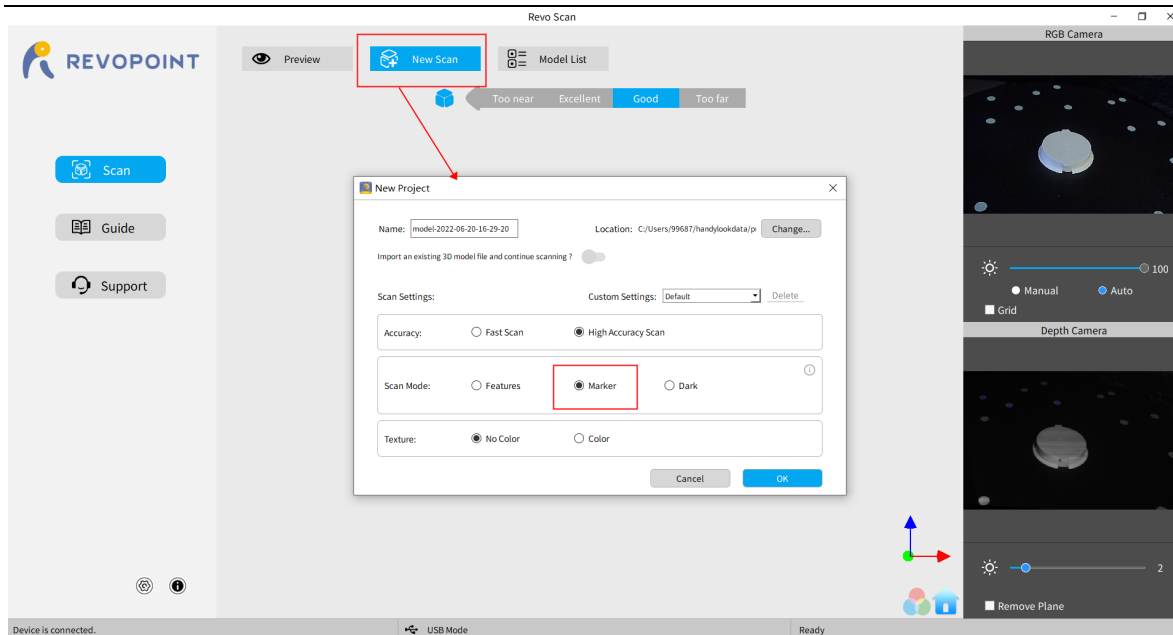 Revo Scan
RGB Camera
REVOPOINT
Preview
New Scan
Model List
Too near Excellent Good Too far
Scan
Guide
Support
New Project
Name: model-2022-06-20-16-29-20 Location: C:/Users/99687/handylookdata/p Change...
Import an existing 3D model file and continue scanning ?
Scan Settings: Custom Settings: Default Delete
Accuracy: Fast Scan High Accuracy Scan
Scan Mode: Features Marker Dark
Texture: No Color Color
Cancel OK
100
Manual Auto
Grid
Depth Camera
2
Remove Plane
Device is connected. USB Mode Ready